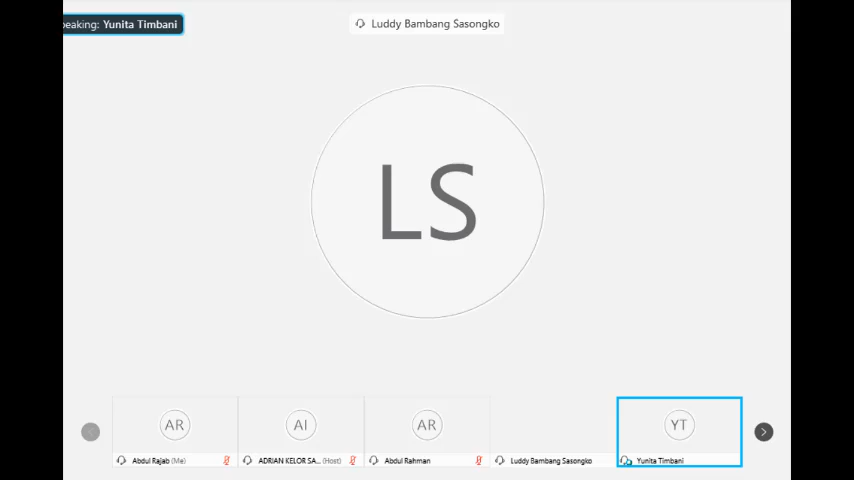 peaking: Yunita Timbani
Luddy Bambang Sasongko
LS
AR
AI
AR
YT
Abdul Rajab (Me)
ADRIAN KELOR SA... (Host)
Abdul Rahman
Luddy Bambang Sasongko
Yunita Timbani